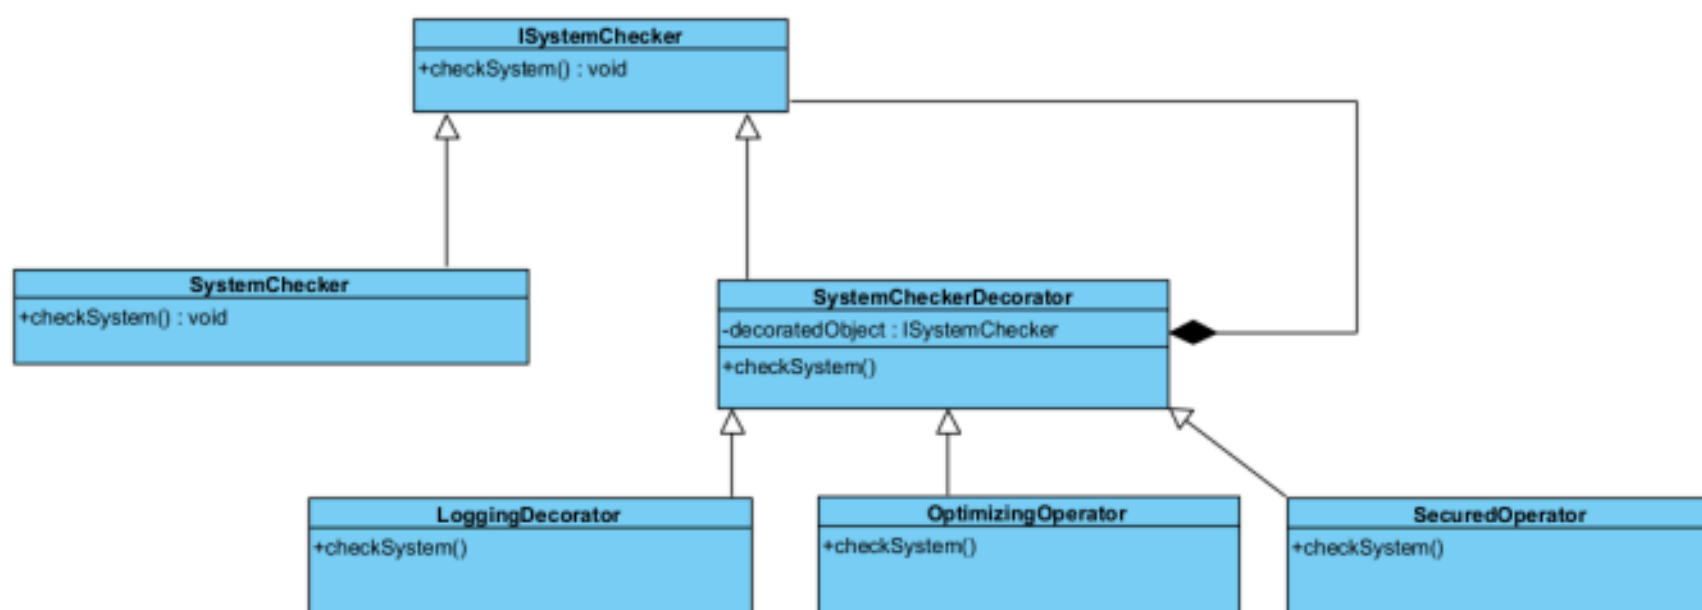 ISystemChecker
+checkSystem() : void
SystemChecker
+checkSystem() : void
SystemCheckerDecorator
-decoratedObject : ISystemChecker
+checkSystem()
LoggingDecorator
+checkSystem()
OptimizingOperator
+checkSystem()
SecuredOperator
+checkSystem()